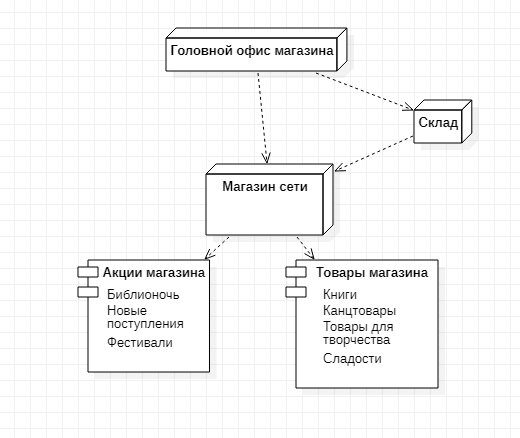 Головной офис магазина
Склад
Магазин сети
Акции магазина
Библионочь
Новые
поступления
Фестивали
Товары магазина
Книги
Канцтовары
Товары для
творчества
Сладости